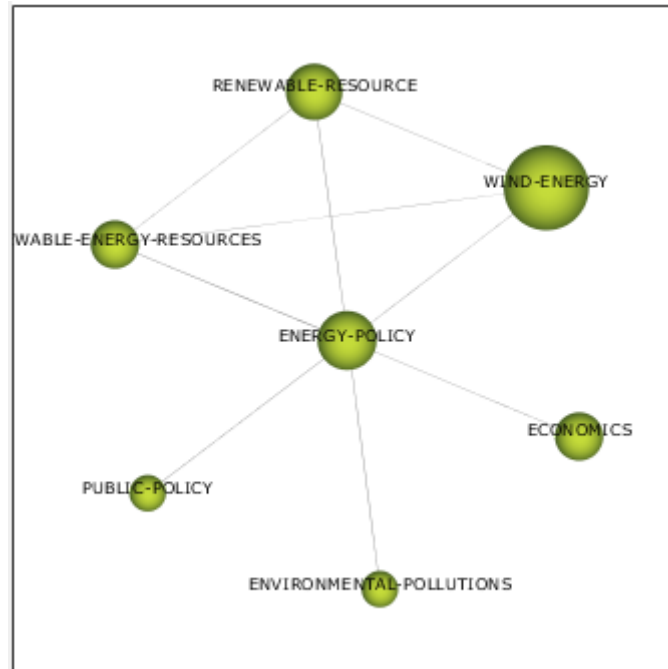 RENEWABLE-RESOURCE
WIND-ENERGY
WABLE-ENERGY-RESOURCES
ENERGY-POLICY
ECONOMICS
PUBLIC-POLICY
ENVIRONMENTAL-POLLUTIONS